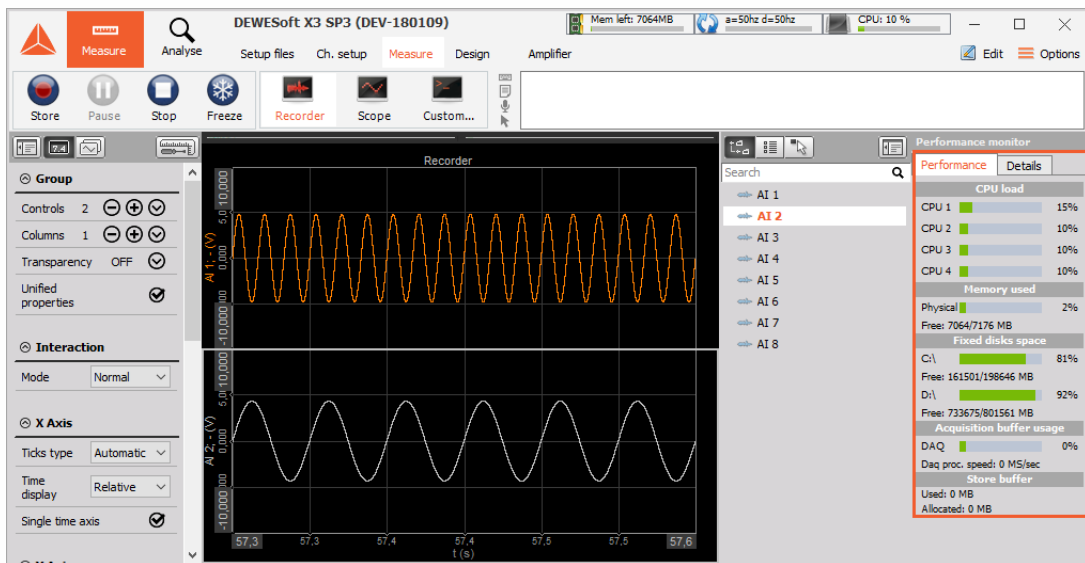 DEWESoft X3 SP3 (DEV-180109)
Mem left: 7064MB
a=50hz d=50hz
CPU: 10 %
Measure
Analyse
Setup files
Ch. setup
Measure
Design
Amplifier
Edit
Options
Store
Pause
Stop
Freeze
Recorder
Scope
Custom...
7.4
Group
Controls 2
Columns 1
Transparency OFF
Unified
properties
Interaction
Mode Normal
X Axis
Ticks type Automatic
Time
display Relative
Single time axis
Recorder
10,000
5,0
0,000
-10,000
AI 1; - (V)
10,000
5,0
0,000
-10,000
AI 2; - (V)
57,3 57,3 57,4 57,4 57,5 57,5 57,6
t (s)
Search
AI 1
AI 2
AI 3
AI 4
AI 5
AI 6
AI 7
AI 8
Performance monitor
Performance Details
CPU load
CPU 1 15%
CPU 2 10%
CPU 3 10%
CPU 4 10%
Memory used
Physical 2%
Free: 7064/7176 MB
Fixed disks space
C:\ 81%
Free: 161501/198646 MB
D:\ 92%
Free: 733675/801561 MB
Acquisition buffer usage
DAQ 0%
Daq proc. speed: 0 MS/sec
Store buffer
Used: 0 MB
Allocated: 0 MB